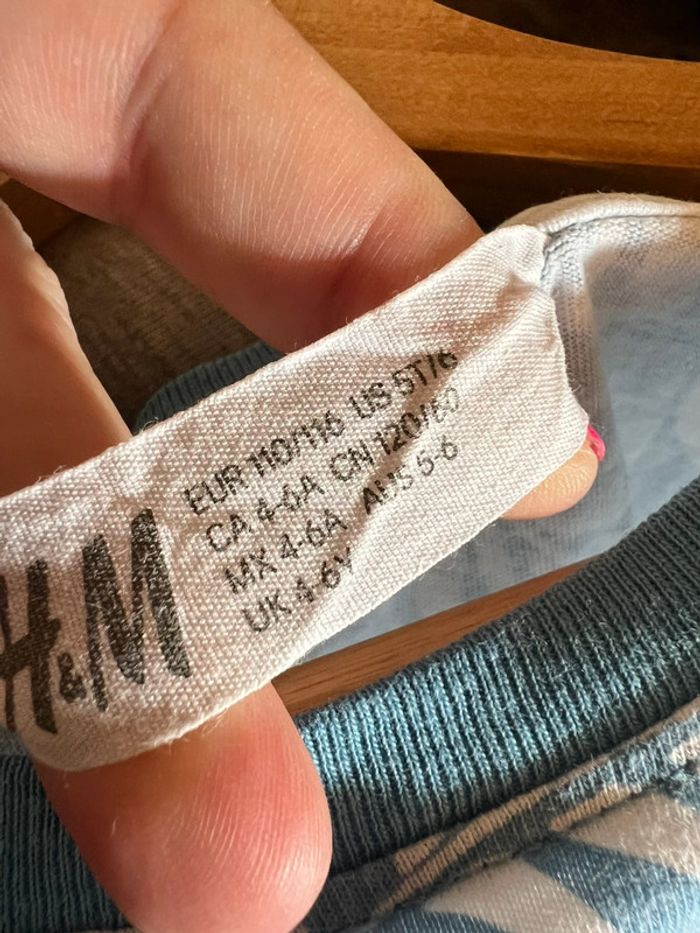 H&M
EUR 110/116 US 5T/6
CA 4-6A CN 120/60
MX 4-6A AUS 5-6
UK 4-6Y